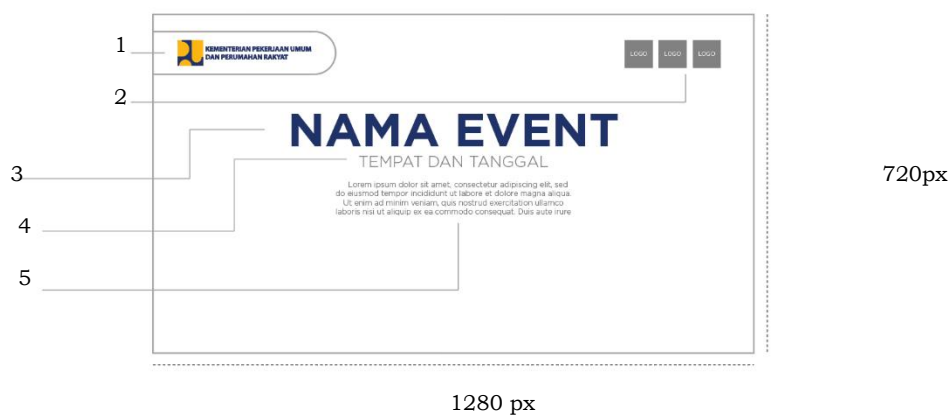 1
KEMENTERIAN PEKERJAAN UMUM
DAN PERUMAHAN RAKYAT
LOGO LOGO LOGO
2
NAMA EVENT
3
TEMPAT DAN TANGGAL
4
Lorem ipsum dolor sit amet, consectetur adipiscing elit, sed
do eiusmod tempor incididunt ut labore et dolore magna aliqua.
Ut enim ad minim veniam, quis nostrud exercitation ullamco
laboris nisi ut aliquip ex ea commodo consequat. Duis aute irure
5
720px
1280 px